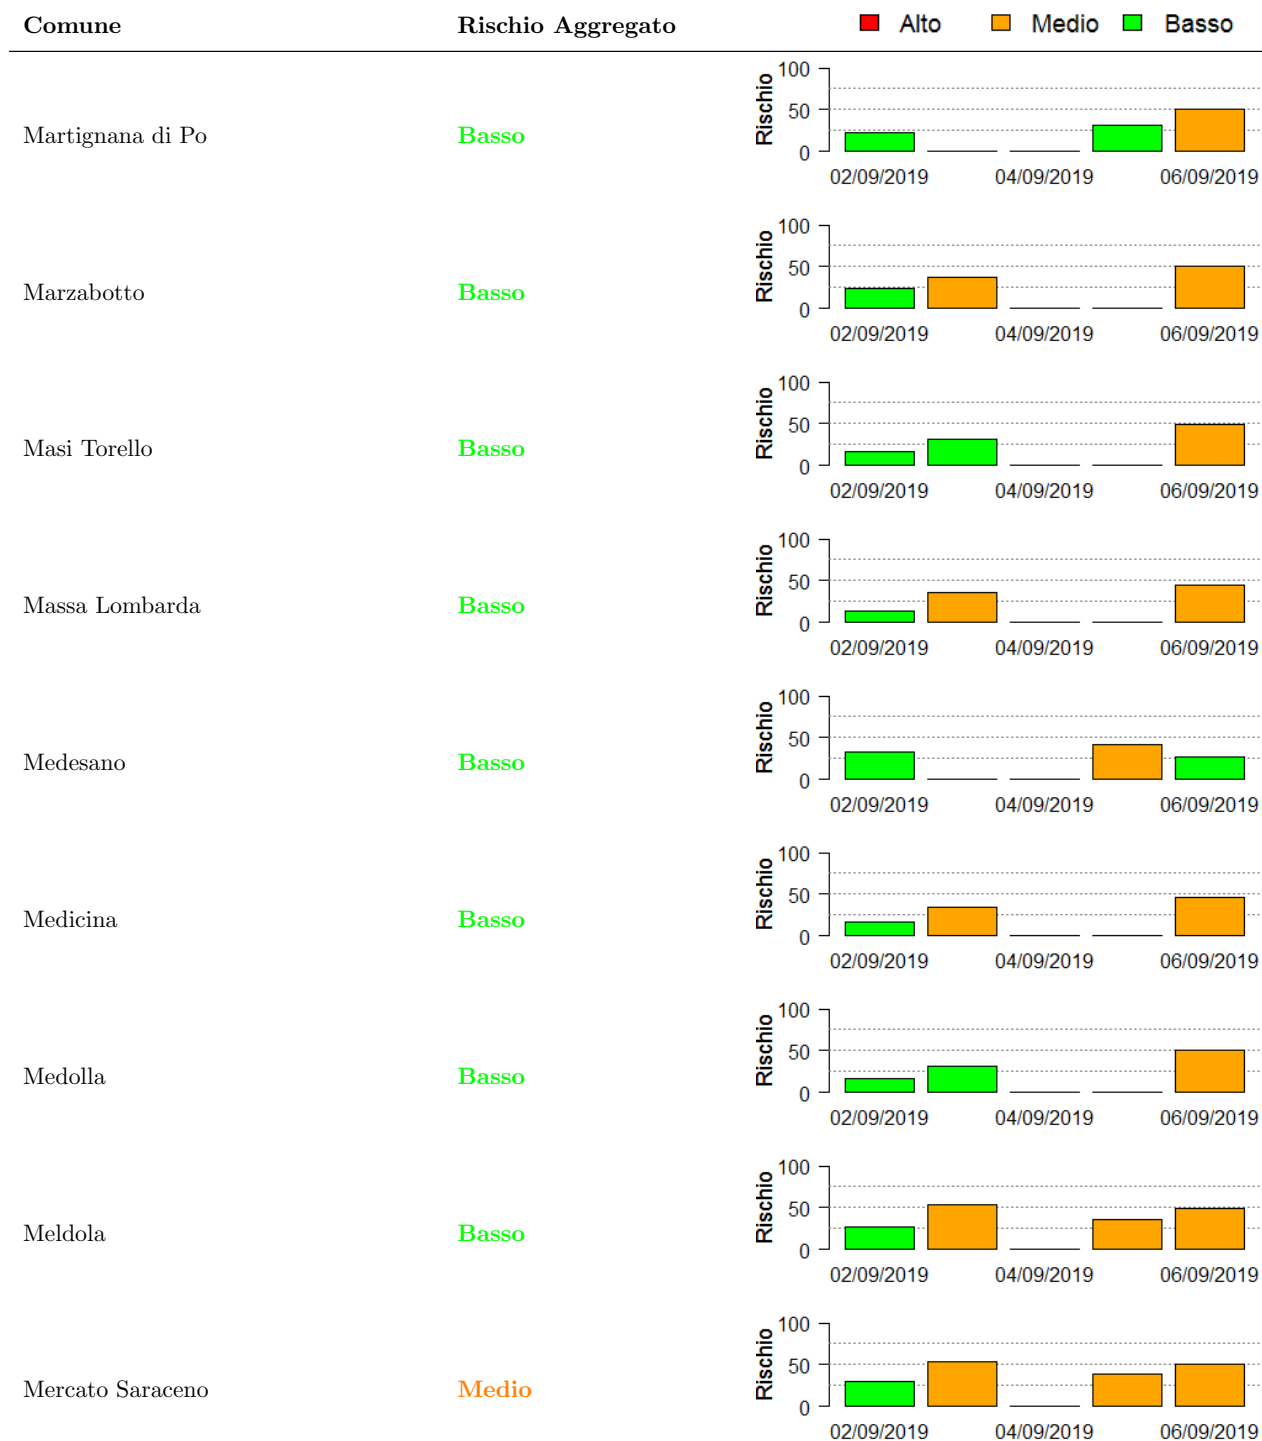 Comune Rischio Aggregato Alto Medio Basso
Martignana di Po Basso
Rischio
100
50
0
02/09/2019 04/09/2019 06/09/2019
Marzabotto Basso
Rischio
100
50
0
02/09/2019 04/09/2019 06/09/2019
Masi Torello Basso
Rischio
100
50
0
02/09/2019 04/09/2019 06/09/2019
Massa Lombarda Basso
Rischio
100
50
0
02/09/2019 04/09/2019 06/09/2019
Medesano Basso
Rischio
100
50
0
02/09/2019 04/09/2019 06/09/2019
Medicina Basso
Rischio
100
50
0
02/09/2019 04/09/2019 06/09/2019
Medolla Basso
Rischio
100
50
0
02/09/2019 04/09/2019 06/09/2019
Meldola Basso
Rischio
100
50
0
02/09/2019 04/09/2019 06/09/2019
Mercato Saraceno Medio
Rischio
100
50
0
02/09/2019 04/09/2019 06/09/2019